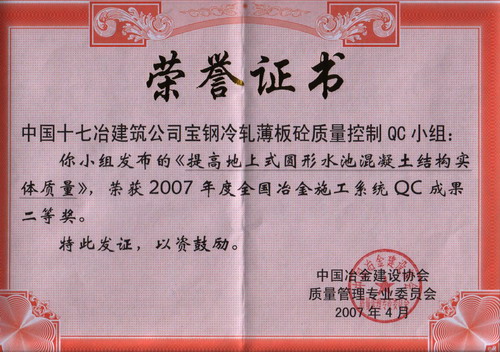 荣誉证书
中国十七冶建筑公司宝钢冷轧薄板砼质量控制QC小组：
你小组发布的《提高地上式圆形水池混凝土结构实
体质量》，荣获2007年度全国冶金施工系统QC成果
二等奖。
特此发证，以资鼓励。
中国冶金建设协会
质量管理专业委员会
2007年4月